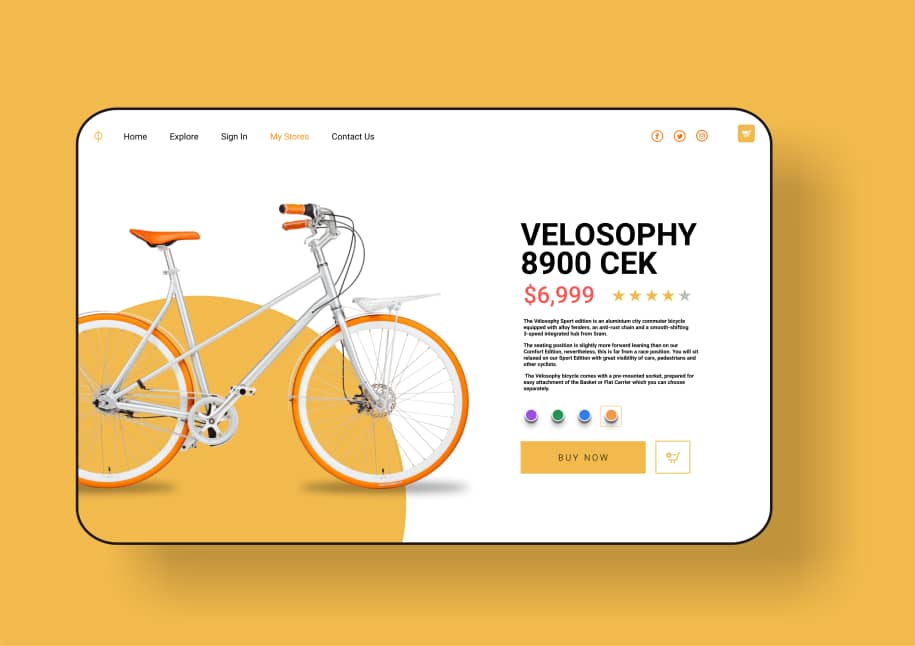 Home Explore Sign In My Stores Contact Us
VELOSOPHY
8900 CEK
$6,999
The Velosophy Sport edition is an aluminium city commuter bicycle
equipped with alloy fenders, an anti-rust chain and a smooth-shifting
3-speed integrated hub from Sram.
The seating position is slightly more forward leaning than on our
Comfort Edition, nevertheless, this is far from a race position. You will sit
relaxed on our Sport Edition with great visibility of cars, pedestrians and
other cyclists.
The Velosophy bicycle comes with a pre-mounted socket, prepared for
easy attachment of the Basket or Flat Carrier which you can choose
separately.
BUY NOW